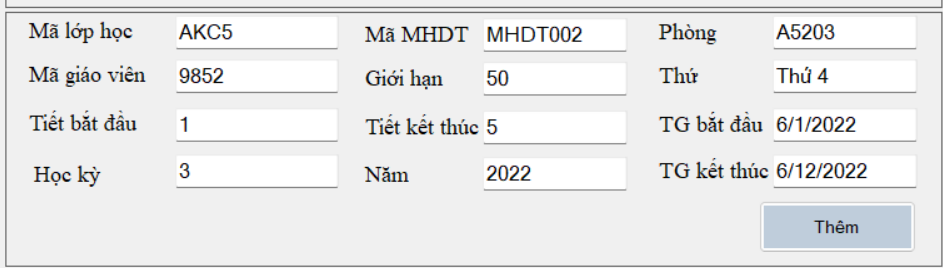 Mã lớp học AKC5 Mã MHDT MHDT002 Phòng A5203
Mã giáo viên 9852 Giới hạn 50 Thứ Thứ 4
Tiết bắt đầu 1 Tiết kết thúc 5 TG bắt đầu 6/1/2022
Học kỳ 3 Năm 2022 TG kết thúc 6/12/2022
Thêm